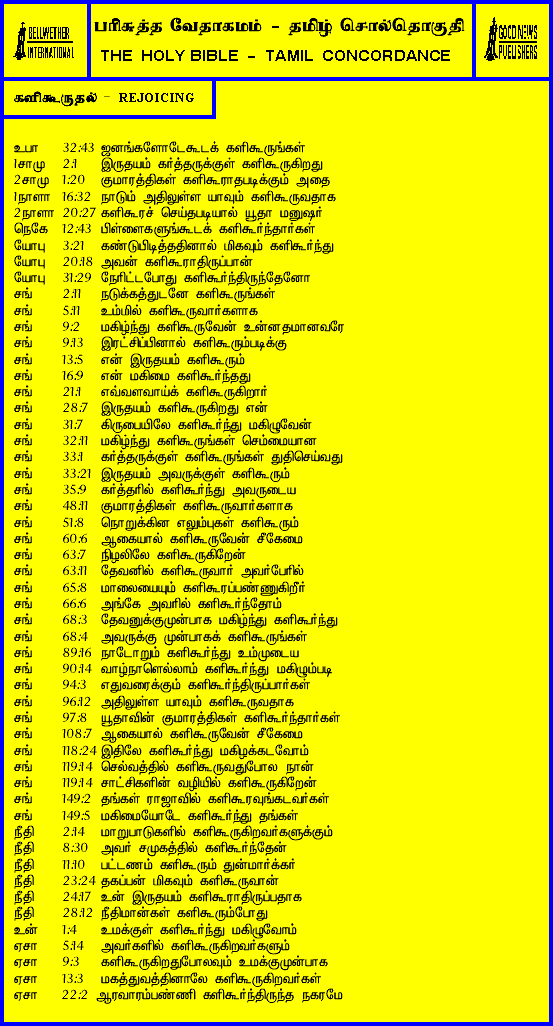 BELLWETHER
INTERNATIONAL
பரிசுத்த வேதாகமம் - தமிழ் சொல்தொகுதி
THE HOLY BIBLE - TAMIL CONCORDANCE
GOOD NEWS
PUBLISHERS
களிகூருதல் - REJOICING
உபா 32:43 ஜனங்களோடேகூடக் களிகூருங்கள்
1சாமு 2:1 இருதயம் கர்த்தருக்குள் களிகூருகிறது
2சாமு 1:20 குமாரத்திகள் களிகூராதபடிக்கும் அதை
1நாளா 16:32 நாடும் அதிலுள்ள யாவும் களிகூருவதாக
2நாளா 20:27 களிகூரச் செய்தபடியால் யூதா மனுஷர்
நெகே 12:43 பிள்ளைகளுங்கூடக் களிகூர்ந்தார்கள்
யோபு 3:21 கண்டுபிடித்ததினால் மிகவும் களிகூர்ந்து
யோபு 20:18 அவன் களிகூராதிருப்பான்
யோபு 31:29 நேரிட்டபோது களிகூர்ந்திருந்தேனோ
சங் 2:11 நடுக்கத்துடனே களிகூருங்கள்
சங் 5:11 உம்மில் களிகூருவார்களாக
சங் 9:2 மகிழ்ந்து களிகூருவேன் உன்னதமானவரே
சங் 9:13 இரட்சிப்பினால் களிகூரும்படிக்கு
சங் 13:5 என் இருதயம் களிகூரும்
சங் 16:9 என் மகிமை களிகூர்ந்தது
சங் 21:1 எவ்வளவாய்க் களிகூருகிறார்
சங் 28:7 இருதயம் களிகூருகிறது என்
சங் 31:7 கிருபையிலே களிகூர்ந்து மகிழுவேன்
சங் 32:11 மகிழ்ந்து களிகூருங்கள் செம்மையான
சங் 33:1 கர்த்தருக்குள் களிகூருங்கள் துதிசெய்வது
சங் 33:21 இருதயம் அவருக்குள் களிகூரும்
சங் 35:9 கர்த்தரில் களிகூர்ந்து அவருடைய
சங் 48:11 குமாரத்திகள் களிகூருவார்களாக
சங் 51:8 நொறுக்கின எலும்புகள் களிகூரும்
சங் 60:6 ஆகையால் களிகூருவேன் சீகேமை
சங் 63:7 நிழலிலே களிகூருகிறேன்
சங் 63:11 தேவனில் களிகூருவார் அவர்பேரில்
சங் 65:8 மாலையையும் களிகூரப்பண்ணுகிறீர்
சங் 66:6 அங்கே அவரில் களிகூர்ந்தோம்
சங் 68:3 தேவனுக்குமுன்பாக மகிழ்ந்து களிகூர்ந்து
சங் 68:4 அவருக்கு முன்பாகக் களிகூருங்கள்
சங் 89:16 நாடோறும் களிகூர்ந்து உம்முடைய
சங் 90:14 வாழ்நாளெல்லாம் களிகூர்ந்து மகிழும்படி
சங் 94:3 எதுவரைக்கும் களிகூர்ந்திருப்பார்கள்
சங் 96:12 அதிலுள்ள யாவும் களிகூருவதாக
சங் 97:8 யூதாவின் குமாரத்திகள் களிகூர்ந்தார்கள்
சங் 108:7 ஆகையால் களிகூருவேன் சீகேமை
சங் 118:24 இதிலே களிகூர்ந்து மகிழக்கடவோம்
சங் 119:14 செல்வத்தில் களிகூருவதுபோல நான்
சங் 119:14 சாட்சிகளின் வழியில் களிகூருகிறேன்
சங் 149:2 தங்கள் ராஜாவில் களிகூரவுங்கடவர்கள்
சங் 149:5 மகிமையோடே களிகூர்ந்து தங்கள்
நீதி 2:14 மாறுபாடுகளில் களிகூருகிறவர்களுக்கும்
நீதி 8:30 அவர் சமுகத்தில் களிகூர்ந்தேன்
நீதி 11:10 பட்டணம் களிகூரும் துன்மார்க்கர்
நீதி 23:24 தகப்பன் மிகவும் களிகூருவான்
நீதி 24:17 உன் இருதயம் களிகூராதிருப்பதாக
நீதி 28:12 நீதிமான்கள் களிகூரும்போது
உன் 1:4 உமக்குள் களிகூர்ந்து மகிழுவோம்
ஏசா 5:14 அவர்களில் களிகூருகிறவர்களும்
ஏசா 9:3 களிகூருகிறதுபோலவும் உமக்குமுன்பாக
ஏசா 13:3 மகத்துவத்தினாலே களிகூருகிறவர்கள்
ஏசா 22:2 ஆரவாரம்பண்ணி களிகூர்ந்திருந்த நகரமே